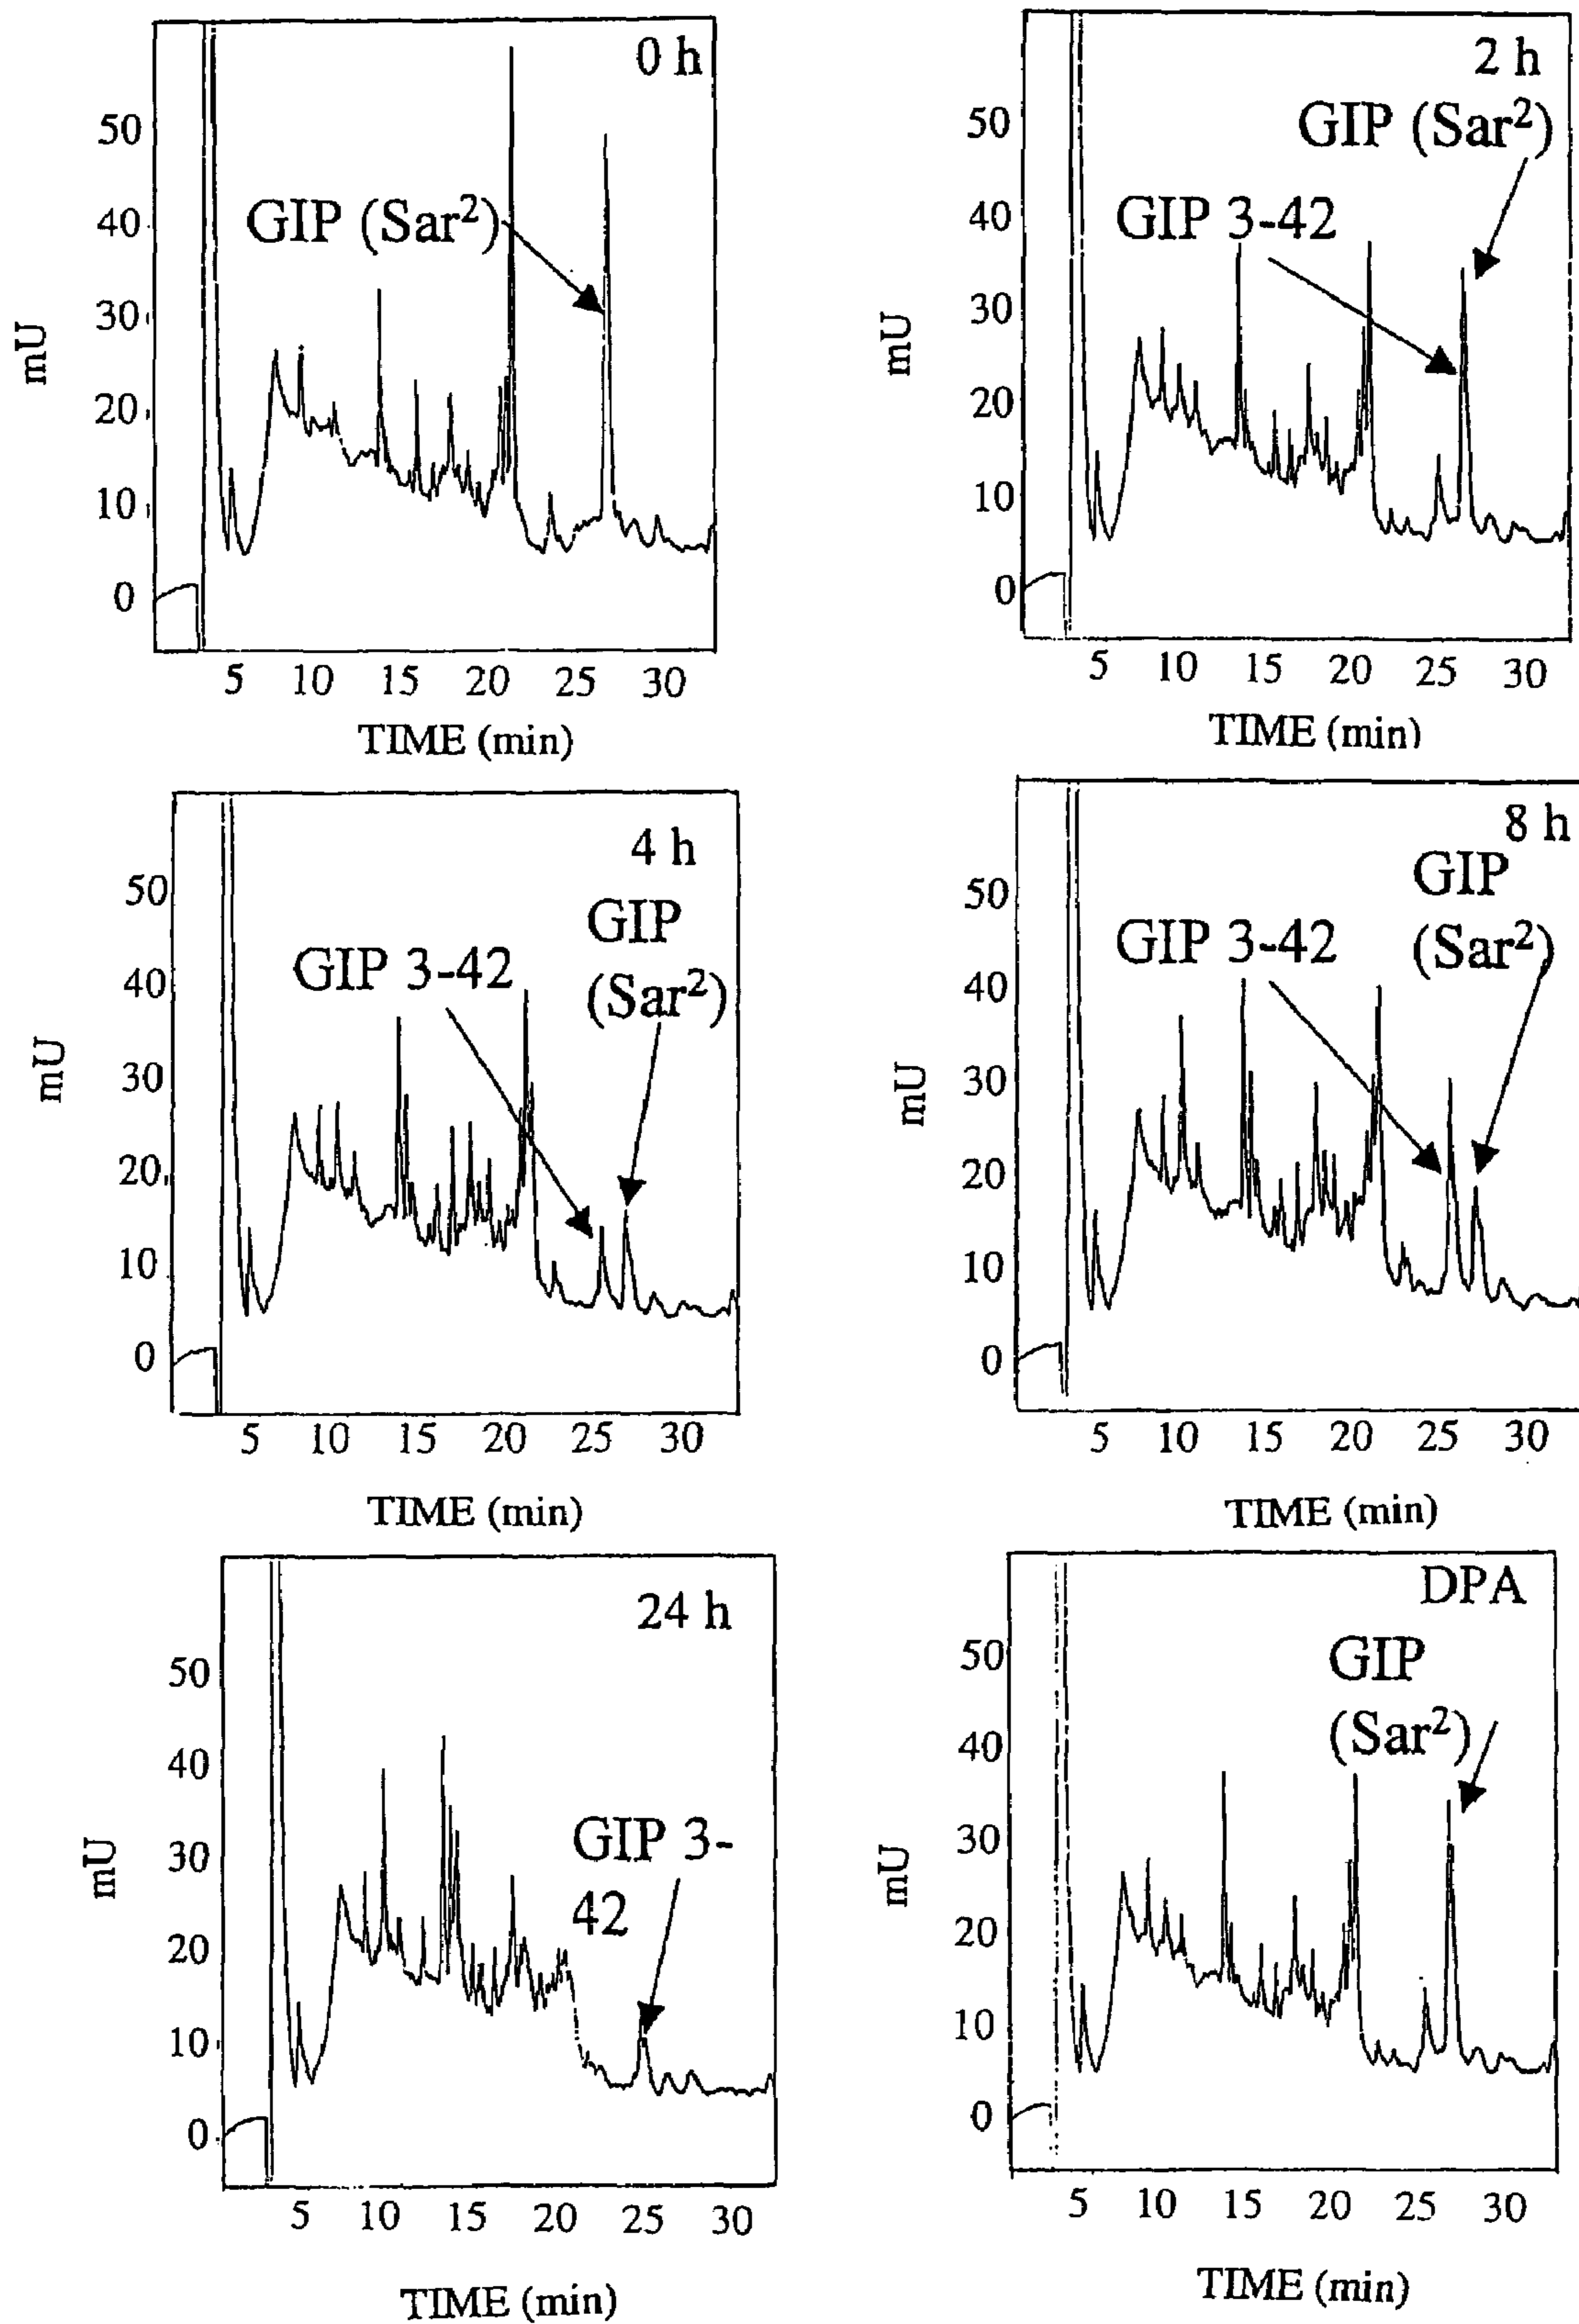 0 h
50
40
30
20
10
0
GIP (Sar²)
mU
5 10 15 20 25 30
TIME (min)
2 h
GIP (Sar²)
GIP 3-42
50
40
30
20
10
0
mU
5 10 15 20 25 30
TIME (min)
4 h
GIP
(Sar²)
GIP 3-42
50
40
30
20
10
0
mU
5 10 15 20 25 30
TIME (min)
8 h
GIP
(Sar²)
GIP 3-42
50
40
30
20
10
0
mU
5 10 15 20 25 30
TIME (min)
24 h
GIP 3-
42
50
40
30
20
10
0
mU
5 10 15 20 25 30
TIME (min)
DPA
GIP
(Sar²)
50
40
30
20
10
0
mU
5 10 15 20 25 30
TIME (min)